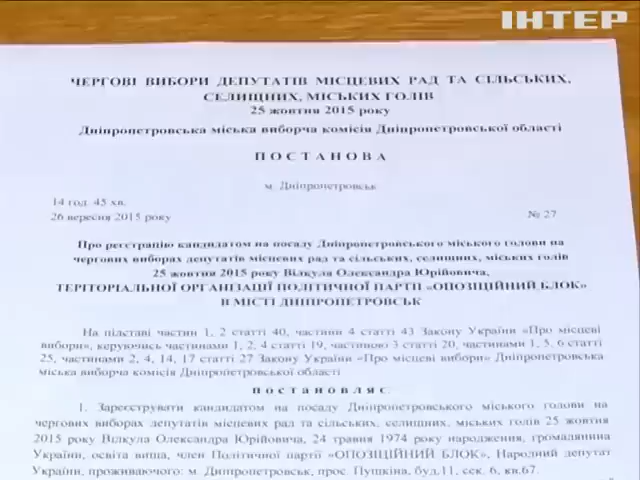 ІНТЕР
ЧЕРГОВІ ВИБОРИ ДЕПУТАТІВ МІСЦЕВИХ РАД ТА СІЛЬСЬКИХ,
СЕЛИЩНИХ, МІСЬКИХ ГОЛІВ
25 жовтня 2015 року
Дніпропетровська міська виборча комісія Дніпропетровської області
ПОСТАНОВА
м. Дніпропетровськ
14 год. 45 хв.
26 вересня 2015 року № 27
Про реєстрацію кандидатом на посаду Дніпропетровського міського голови на
чергових виборах депутатів місцевих рад та сільських, селищних, міських голів
25 жовтня 2015 року Вілкула Олександра Юрійовича,
ТЕРІТОРІАЛЬНОЇ ОРГАНІЗАЦІЇ ПОЛІТИЧНОЇ ПАРТІЇ «ОПОЗИЦІЙНИЙ БЛОК»
В МІСТІ ДНІПРОПЕТРОВСЬК
На підставі частин 1, 2 статті 40, частини 4 статті 43 Закону України «Про місцеві
вибори», керуючись частинами 1, 2, 4 статті 19, частиною 3 статті 20, частинами 1, 5, 6 статті
25, частинами 2, 4, 14, 17 статті 27 Закону України «Про місцеві вибори» Дніпропетровська
міська виборча комісія Дніпропетровської області
ПОСТАНОВЛЯЄ
1. Зареєструвати кандидатом на посаду Дніпропетровського міського голови на
чергових виборах депутатів місцевих рад та сільських, селищних, міських голів 25 жовтня
2015 року Вілкула Олександра Юрійовича, 24 травня 1974 року народження, громадянина
України, освіта вища, член Політичної партії «ОПОЗИЦІЙНИЙ БЛОК», Народний депутат
України, проживаючого: м. Дніпропетровськ, прос. Пушкіна, буд.11, сек. 6, кв.67.